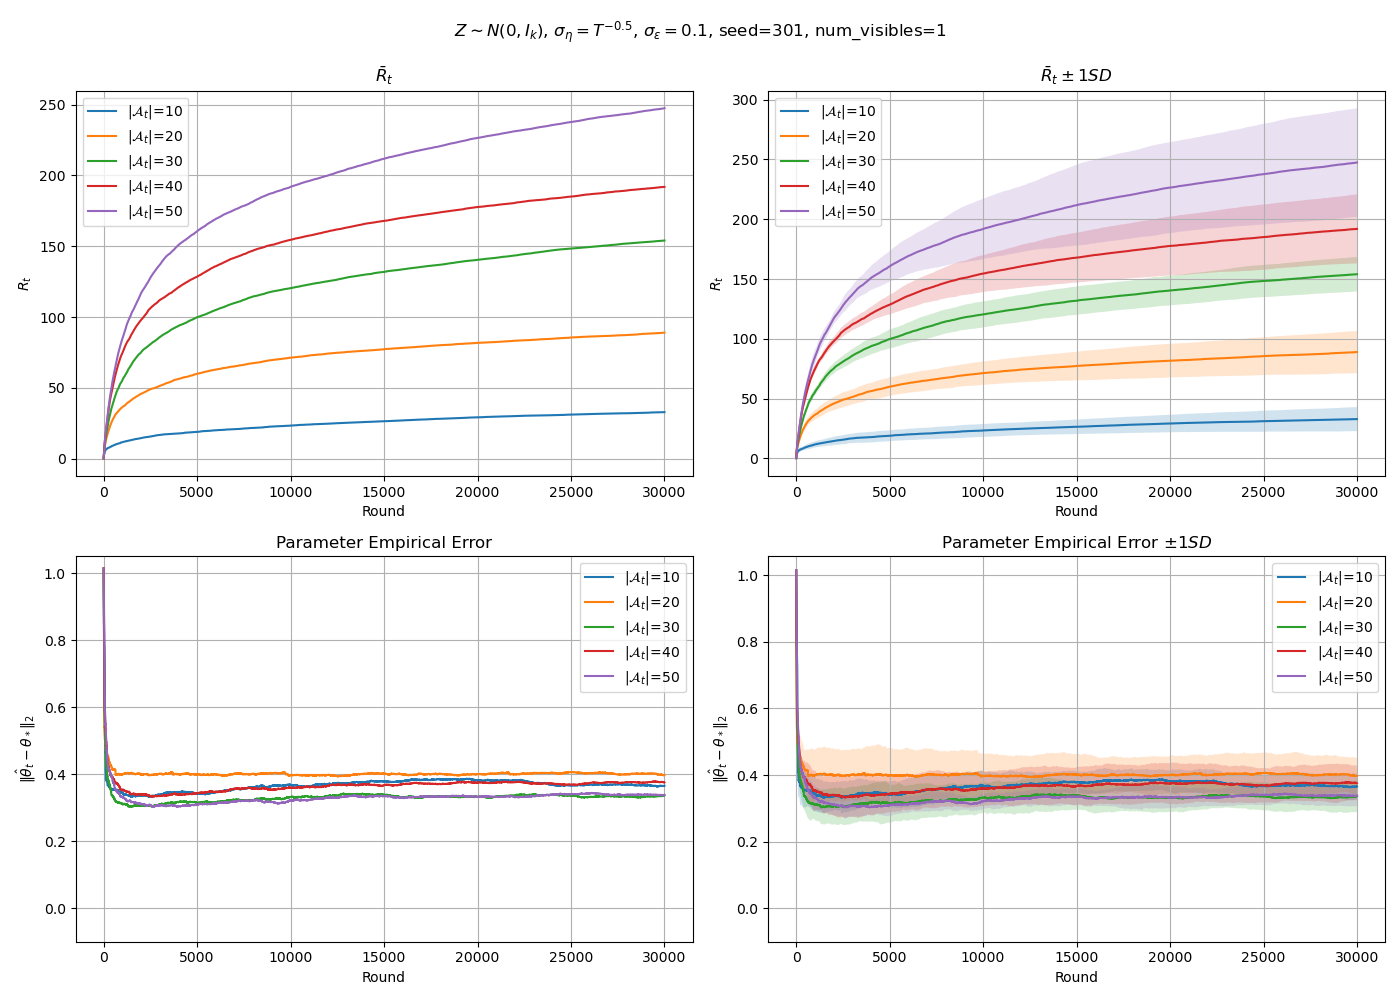 Z ∼ N(0, I_k), σ_η = T^{−0.5}, σ_ε = 0.1, seed=301, num_visibles=1
R̄_t
R_t
250
200
150
100
50
0
|𝒜_t|=10
|𝒜_t|=20
|𝒜_t|=30
|𝒜_t|=40
|𝒜_t|=50
0 5000 10000 15000 20000 25000 30000
Round
R̄_t ± 1SD
R_t
300
250
200
150
100
50
0
|𝒜_t|=10
|𝒜_t|=20
|𝒜_t|=30
|𝒜_t|=40
|𝒜_t|=50
0 5000 10000 15000 20000 25000 30000
Round
Parameter Empirical Error
‖θ̂_t − θ_*‖_2
1.0
0.8
0.6
0.4
0.2
0.0
|𝒜_t|=10
|𝒜_t|=20
|𝒜_t|=30
|𝒜_t|=40
|𝒜_t|=50
0 5000 10000 15000 20000 25000 30000
Round
Parameter Empirical Error ±1SD
‖θ̂_t − θ_*‖_2
1.0
0.8
0.6
0.4
0.2
0.0
|𝒜_t|=10
|𝒜_t|=20
|𝒜_t|=30
|𝒜_t|=40
|𝒜_t|=50
0 5000 10000 15000 20000 25000 30000
Round